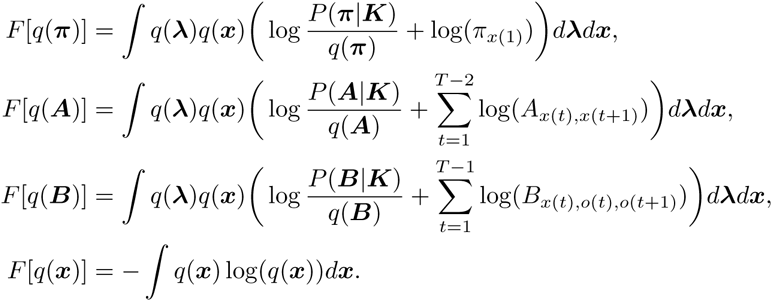 F[q(π)] = ∫ q(λ)q(x) ( log P(π|K) / q(π) + log(π_{x(1)}) ) dλdx,
F[q(A)] = ∫ q(λ)q(x) ( log P(A|K) / q(A) + ∑_{t=1}^{T−2} log(A_{x(t),x(t+1)}) ) dλdx,
F[q(B)] = ∫ q(λ)q(x) ( log P(B|K) / q(B) + ∑_{t=1}^{T−1} log(B_{x(t),o(t),o(t+1)}) ) dλdx,
F[q(x)] = − ∫ q(x) log(q(x))dx.